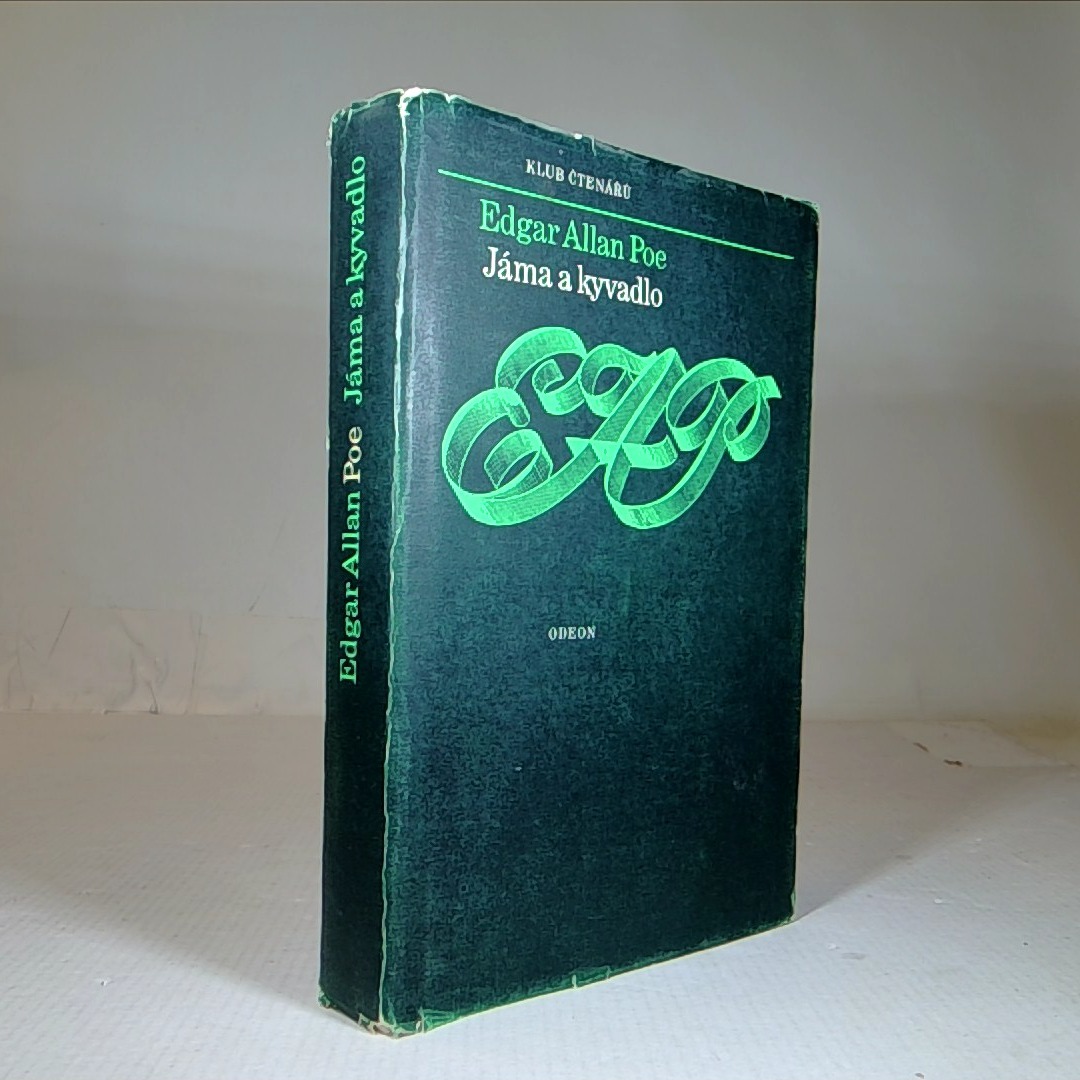 KLUB ČTENÁŘŮ
Edgar Allan Poe
Jáma a kyvadlo
EAP
ODEON
Edgar Allan Poe Jáma a kyvadlo